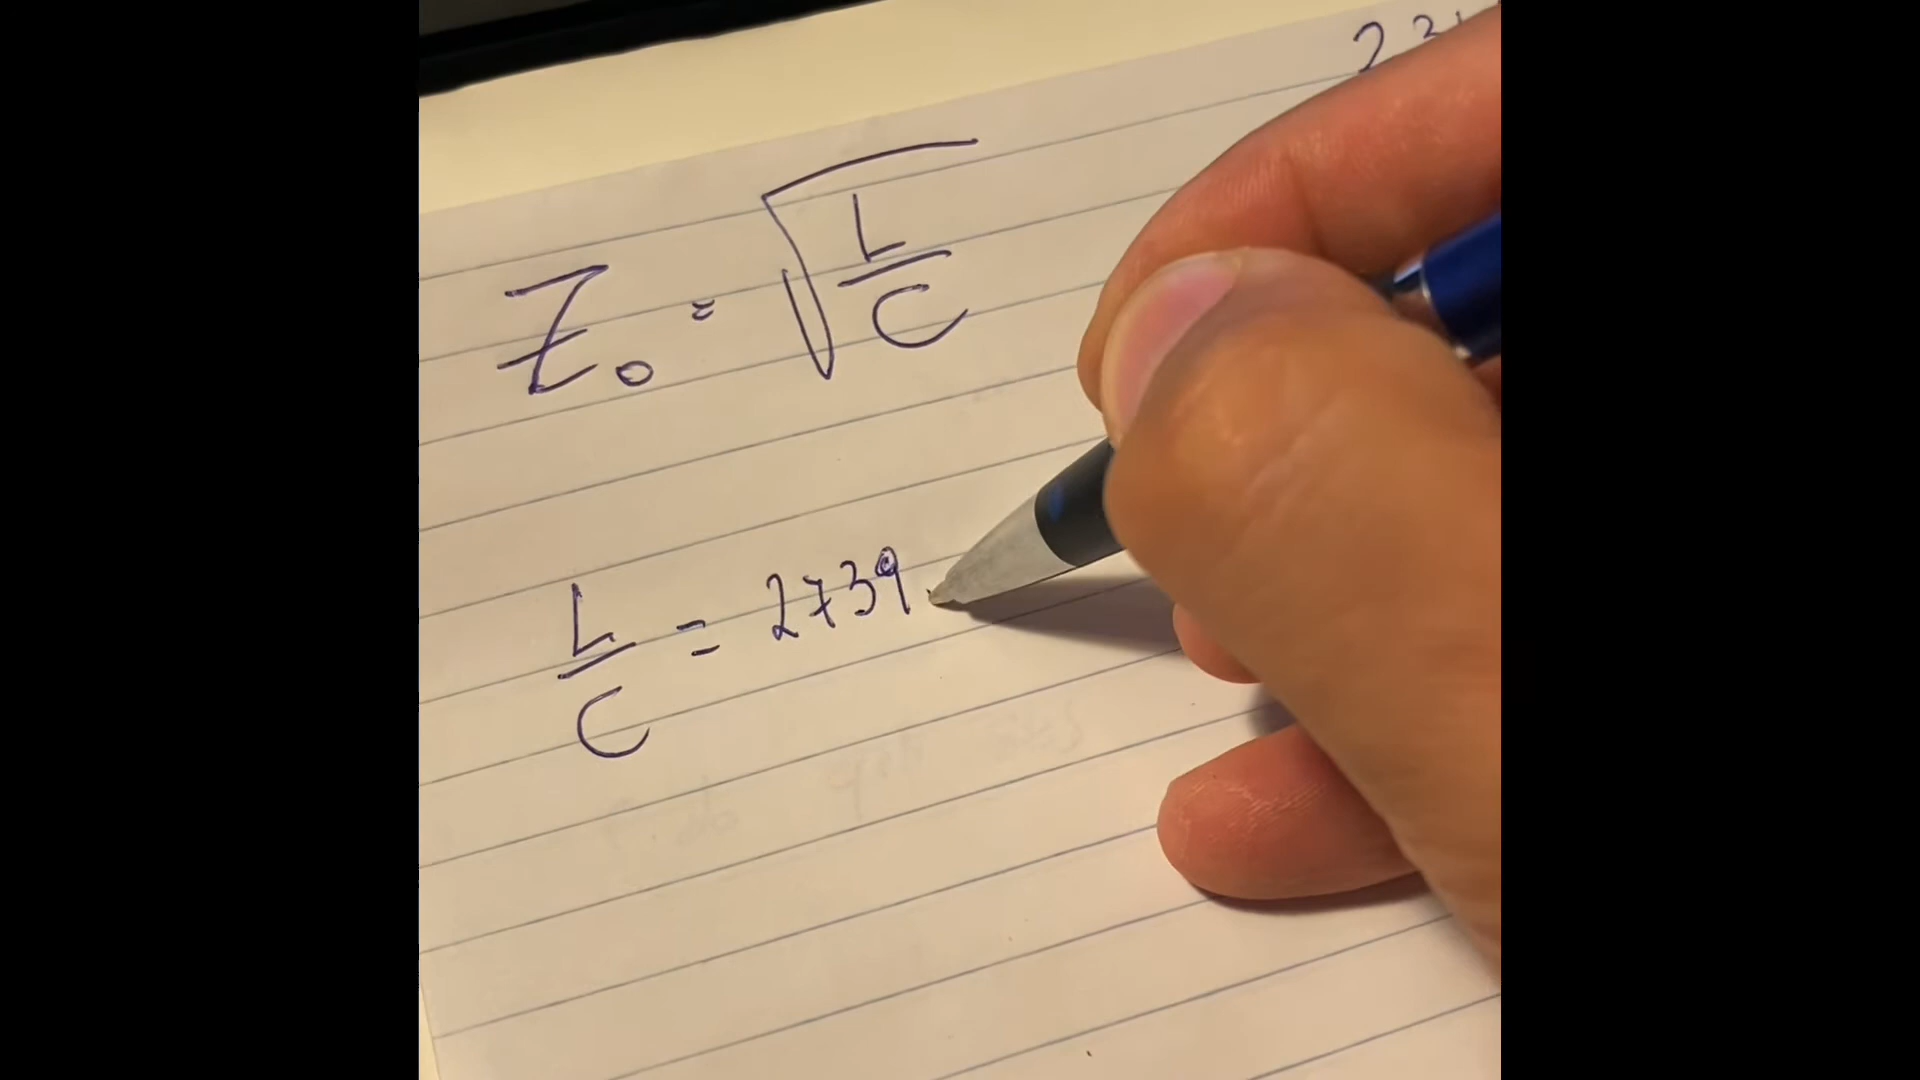 Z₀ = √(L/C)
L/C = 2739.